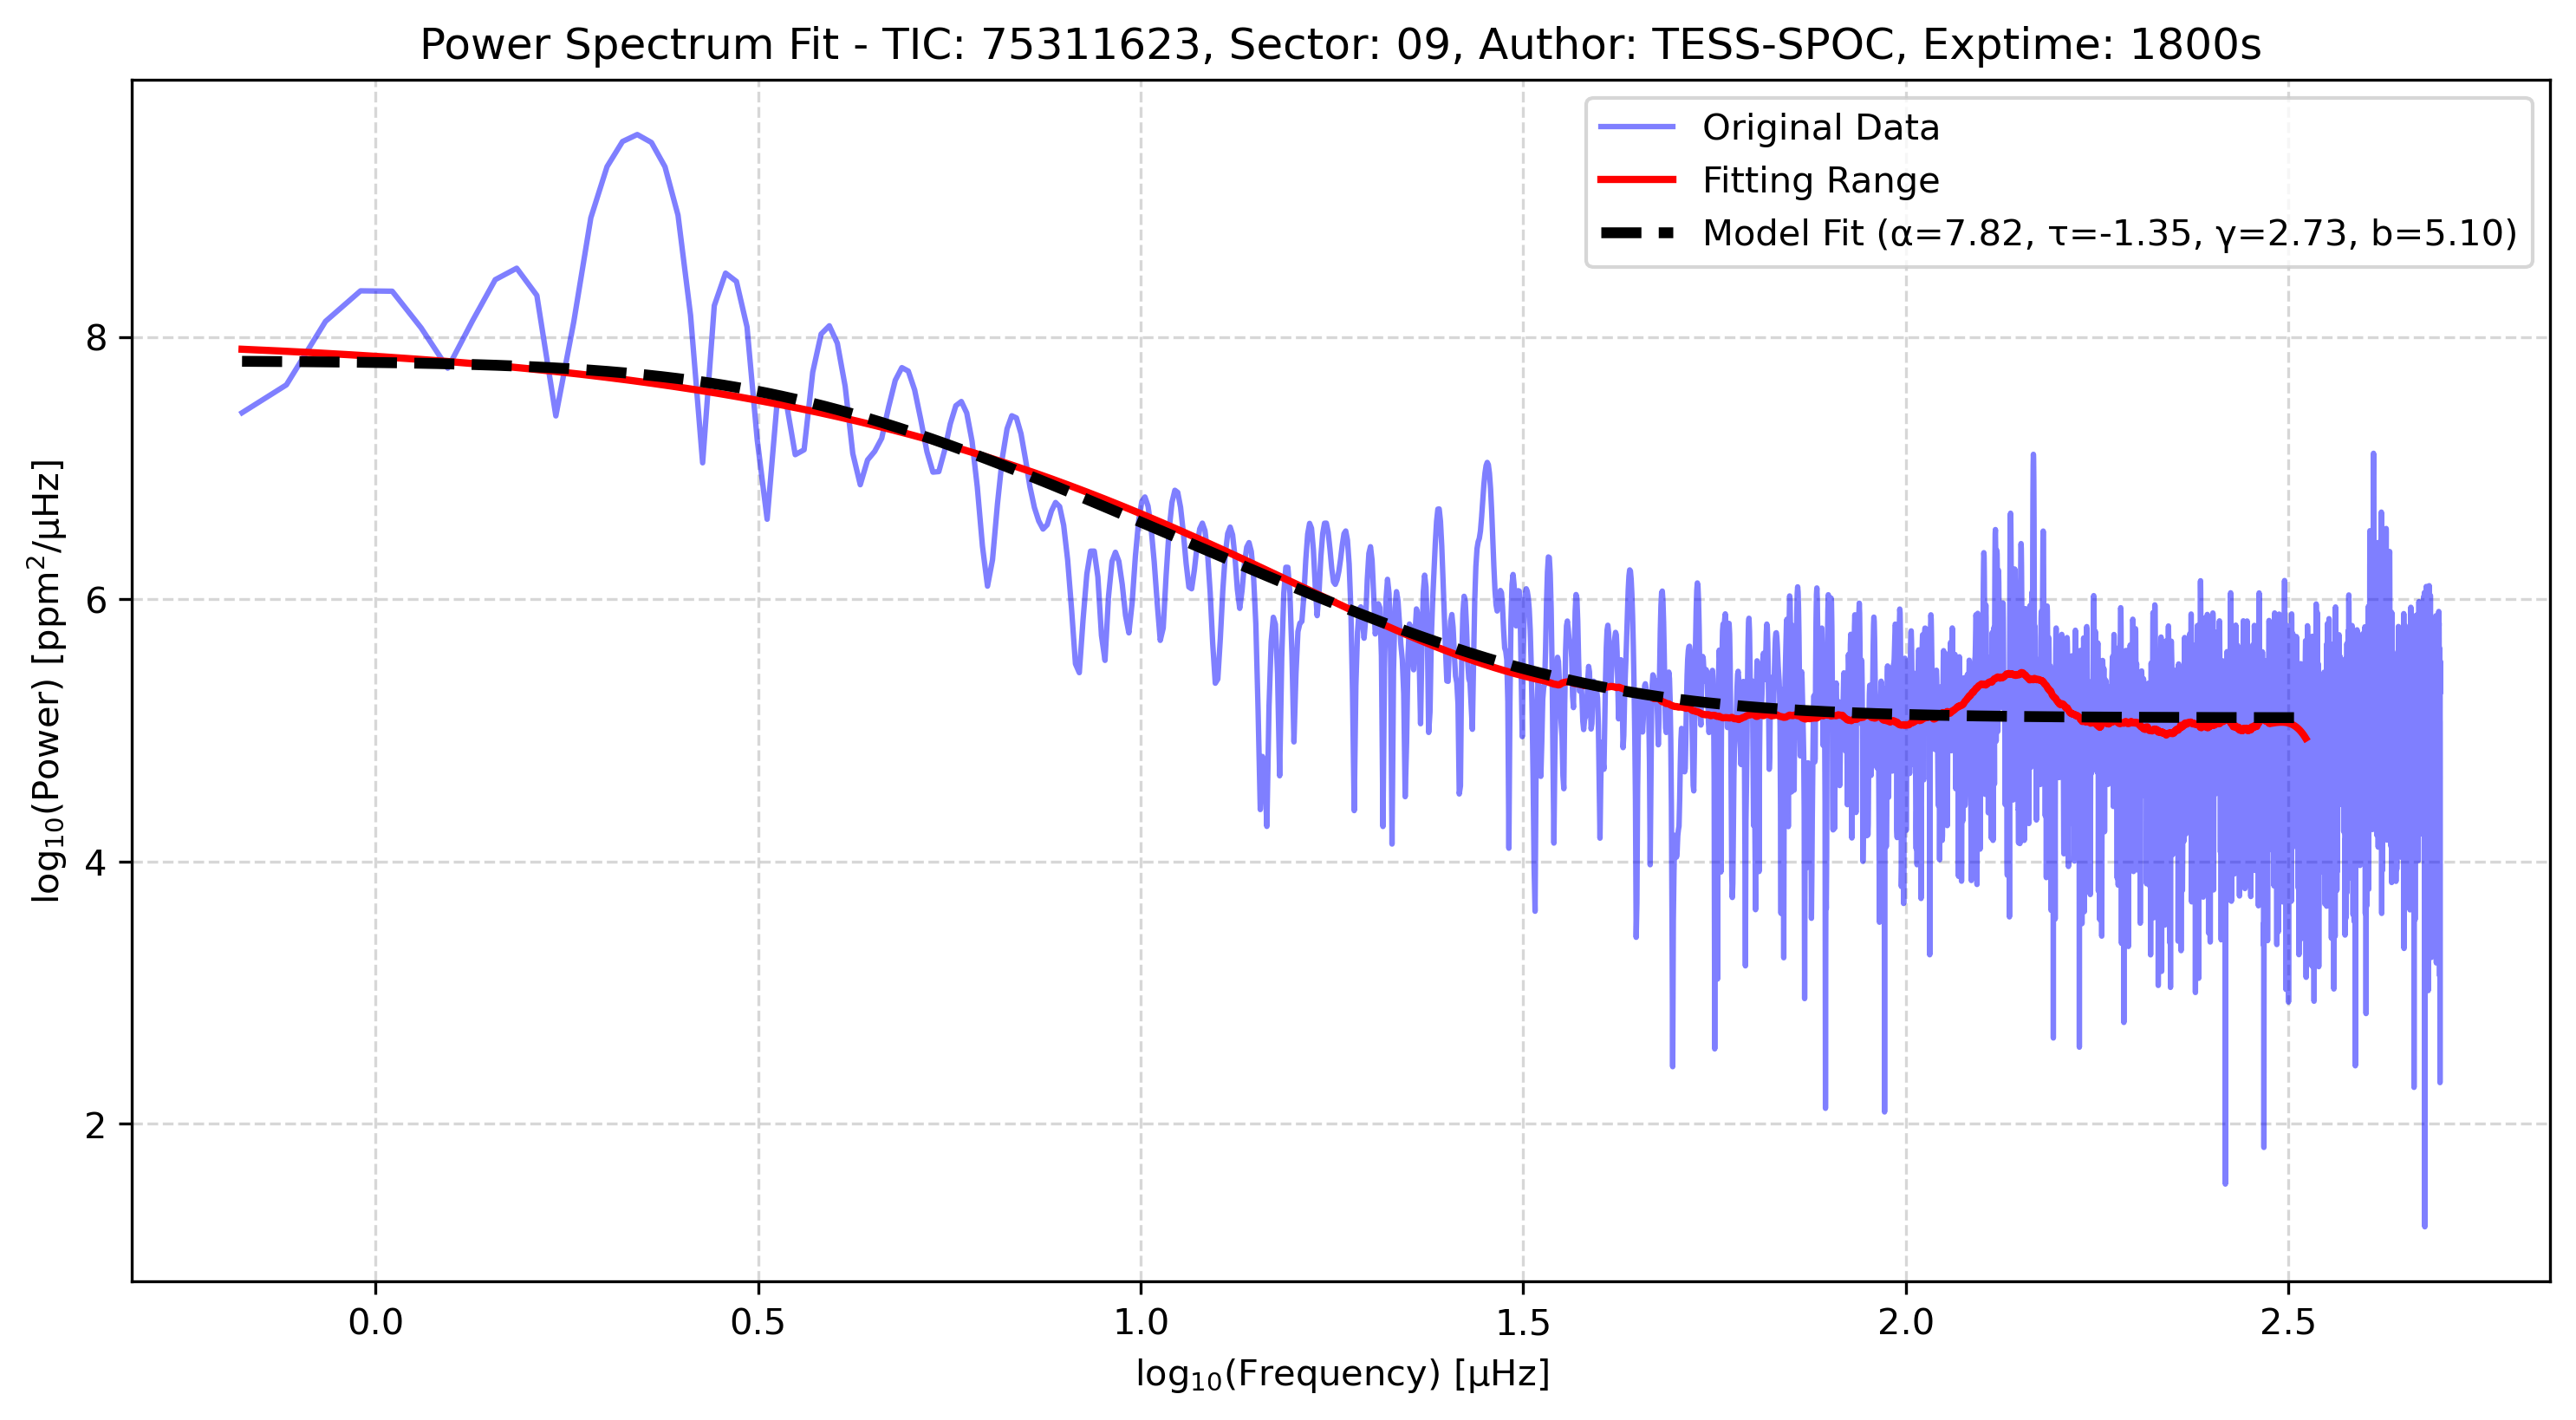 Power Spectrum Fit - TIC: 75311623, Sector: 09, Author: TESS-SPOC, Exptime: 1800s
Original Data
Fitting Range
Model Fit (α=7.82, τ=-1.35, γ=2.73, b=5.10)
log₁₀(Power) [ppm²/μHz]
8
6
4
2
0.0 0.5 1.0 1.5 2.0 2.5
log₁₀(Frequency) [μHz]